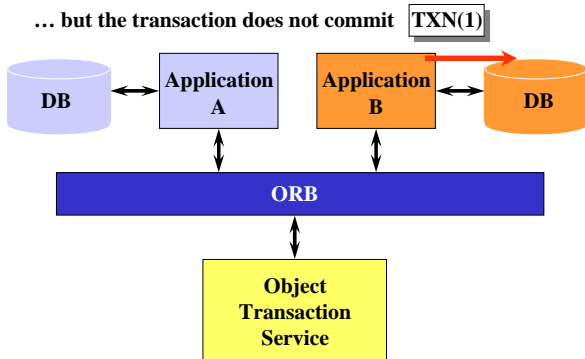 ... but the transaction does not commit TXN(1)
DB
Application
A
Application
B
DB
ORB
Object
Transaction
Service